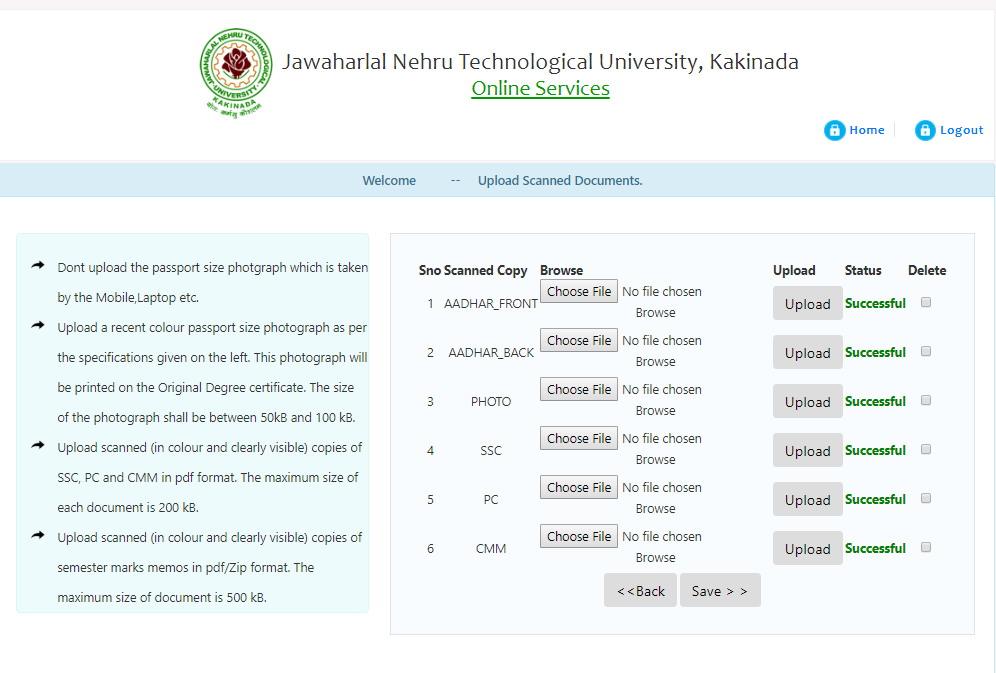 JAWAHARLAL NEHRU TECHNOLOGICAL
UNIVERSITY
KAKINADA
Jawaharlal Nehru Technological University, Kakinada
Online Services
Home
Logout
Welcome -- Upload Scanned Documents.
Dont upload the passport size photgraph which is taken
by the Mobile,Laptop etc.
Upload a recent colour passport size photograph as per
the specifications given on the left. This photograph will
be printed on the Original Degree certificate. The size
of the photograph shall be between 50kB and 100 kB.
Upload scanned (in colour and clearly visible) copies of
SSC, PC and CMM in pdf format. The maximum size of
each document is 200 kB.
Upload scanned (in colour and clearly visible) copies of
semester marks memos in pdf/Zip format. The
maximum size of document is 500 kB.
Sno Scanned Copy Browse Upload Status Delete
1 AADHAR_FRONT Choose File No file chosen Upload Successful
Browse
2 AADHAR_BACK Choose File No file chosen Upload Successful
Browse
3 PHOTO Choose File No file chosen Upload Successful
Browse
4 SSC Choose File No file chosen Upload Successful
Browse
5 PC Choose File No file chosen Upload Successful
Browse
6 CMM Choose File No file chosen Upload Successful
Browse
<<Back Save > >